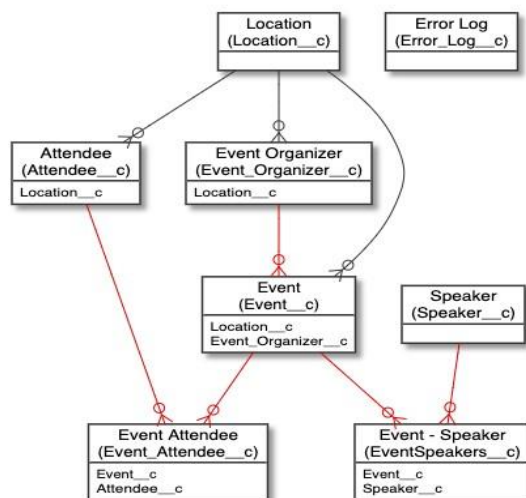 Location
(Location__c)
Error Log
(Error_Log__c)
Attendee
(Attendee__c)
Location__c
Event Organizer
(Event_Organizer__c)
Location__c
Event
(Event__c)
Location__c
Event_Organizer__c
Speaker
(Speaker__c)
Event Attendee
(Event_Attendee__c)
Event__c
Attendee__c
Event - Speaker
(EventSpeakers__c)
Event__c
Speaker__c